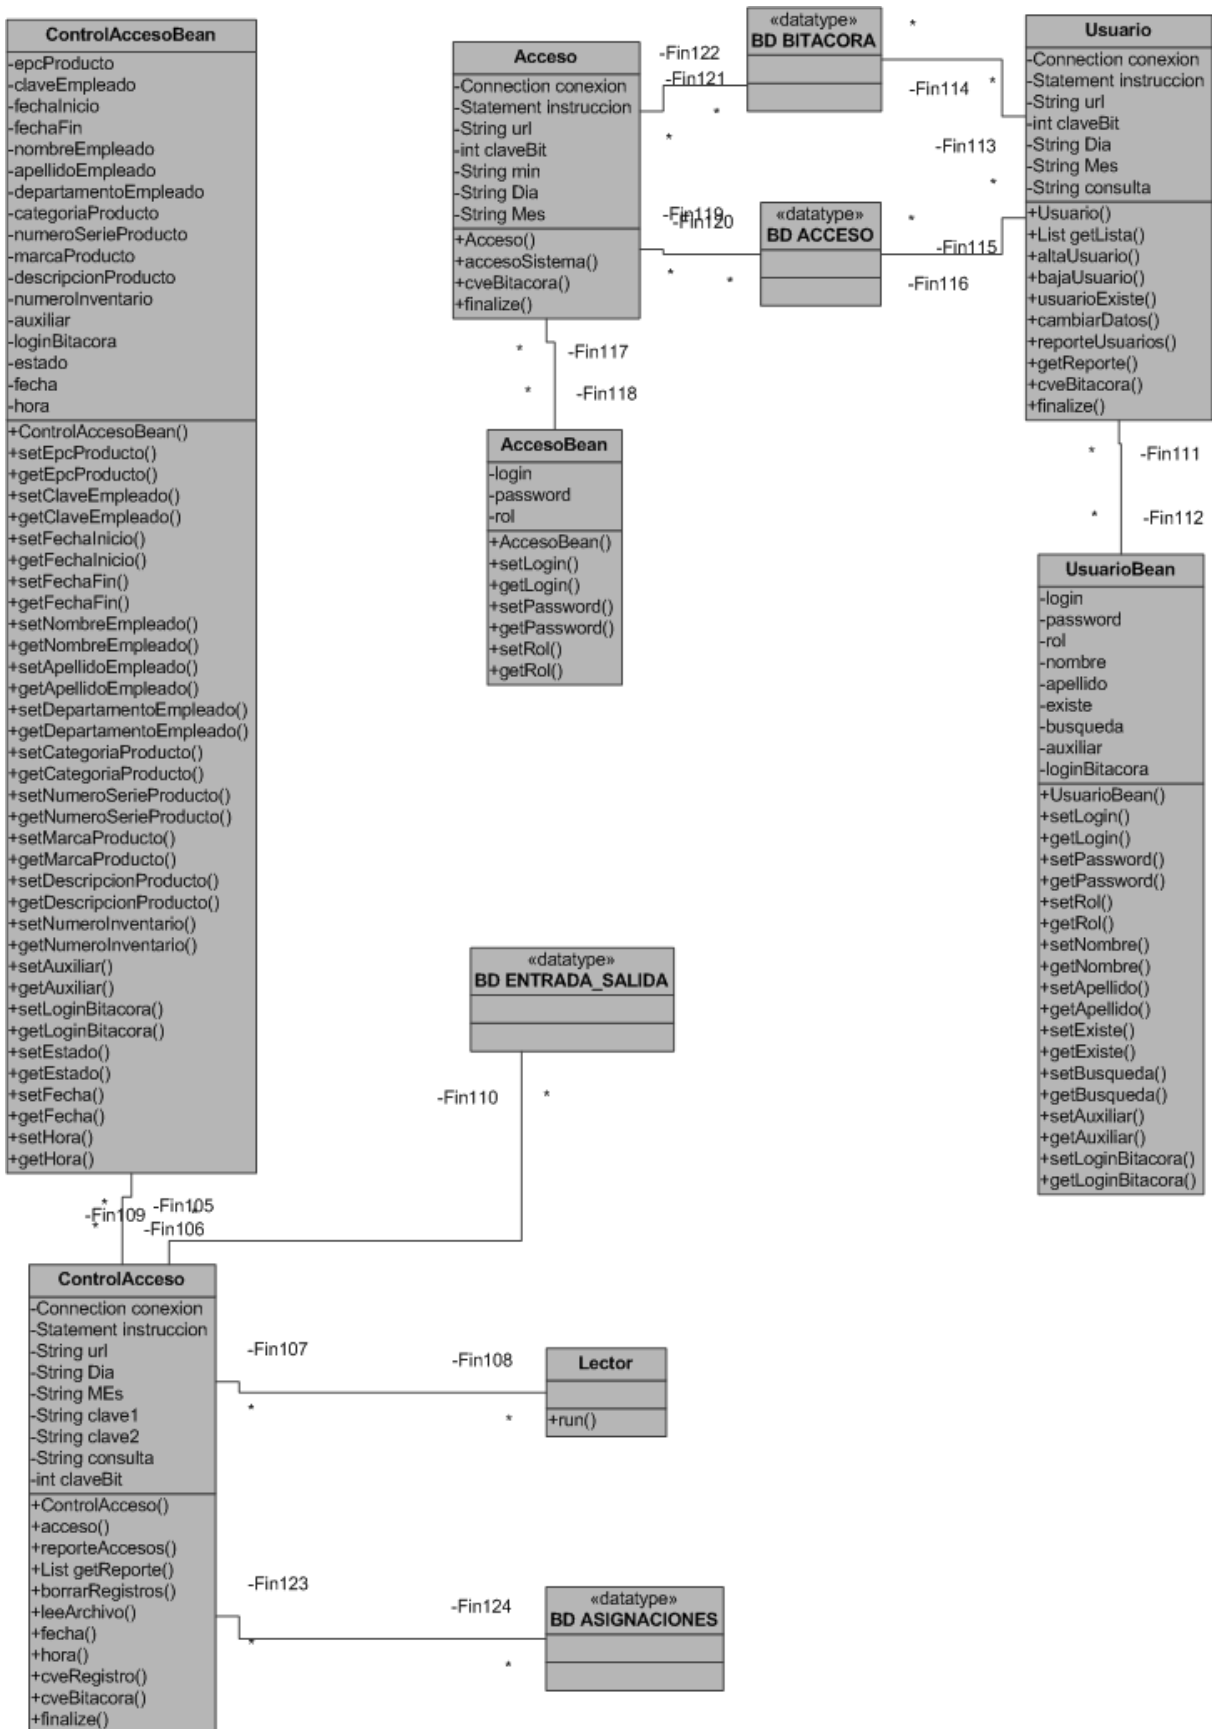 ControlAccesoBean
-epcProducto
-claveEmpleado
-fechaInicio
-fechaFin
-nombreEmpleado
-apellidoEmpleado
-departamentoEmpleado
-categoriaProducto
-numeroSerieProducto
-marcaProducto
-descripcionProducto
-numeroInventario
-auxiliar
-loginBitacora
-estado
-fecha
-hora
+ControlAccesoBean()
+setEpcProducto()
+getEpcProducto()
+setClaveEmpleado()
+getClaveEmpleado()
+setFechaInicio()
+getFechaInicio()
+setFechaFin()
+getFechaFin()
+setNombreEmpleado()
+getNombreEmpleado()
+setApellidoEmpleado()
+getApellidoEmpleado()
+setDepartamentoEmpleado()
+getDepartamentoEmpleado()
+setCategoriaProducto()
+getCategoriaProducto()
+setNumeroSerieProducto()
+getNumeroSerieProducto()
+setMarcaProducto()
+getMarcaProducto()
+setDescripcionProducto()
+getDescripcionProducto()
+setNumeroInventario()
+getNumeroInventario()
+setAuxiliar()
+getAuxiliar()
+setLoginBitacora()
+getLoginBitacora()
+setEstado()
+getEstado()
+setFecha()
+getFecha()
+setHora()
+getHora()
Acceso
-Connection conexion
-Statement instruccion
-String url
-int claveBit
-String min
-String Dia
-String Mes
+Acceso()
+accesoSistema()
+cveBitacora()
+finalize()
-Fin122
-Fin121
*
*
«datatype»
BD BITACORA
*
-Fin114
*
-Fin113
*
-Fin119
-Fin120
*
*
«datatype»
BD ACCESO
*
-Fin115
-Fin116
Usuario
-Connection conexion
-Statement instruccion
-String url
-int claveBit
-String Dia
-String Mes
-String consulta
+Usuario()
+List getLista()
+altaUsuario()
+bajaUsuario()
+usuarioExiste()
+cambiarDatos()
+reporteUsuarios()
+getReporte()
+cveBitacora()
+finalize()
* -Fin117
* -Fin118
AccesoBean
-login
-password
-rol
+AccesoBean()
+setLogin()
+getLogin()
+setPassword()
+getPassword()
+setRol()
+getRol()
* -Fin111
* -Fin112
UsuarioBean
-login
-password
-rol
-nombre
-apellido
-existe
-busqueda
-auxiliar
-loginBitacora
+UsuarioBean()
+setLogin()
+getLogin()
+setPassword()
+getPassword()
+setRol()
+getRol()
+setNombre()
+getNombre()
+setApellido()
+getApellido()
+setExiste()
+getExiste()
+setBusqueda()
+getBusqueda()
+setAuxiliar()
+getAuxiliar()
+setLoginBitacora()
+getLoginBitacora()
«datatype»
BD ENTRADA_SALIDA
-Fin110 *
*
-Fin109
*
-Fin105
*
-Fin106
ControlAcceso
-Connection conexion
-Statement instruccion
-String url
-String Dia
-String MEs
-String clave1
-String clave2
-String consulta
-int claveBit
+ControlAcceso()
+acceso()
+reporteAccesos()
+List getReporte()
+borrarRegistros()
+leeArchivo()
+fecha()
+hora()
+cveRegistro()
+cveBitacora()
+finalize()
-Fin107
*
-Fin108
*
Lector
+run()
-Fin123
*
-Fin124
*
«datatype»
BD ASIGNACIONES